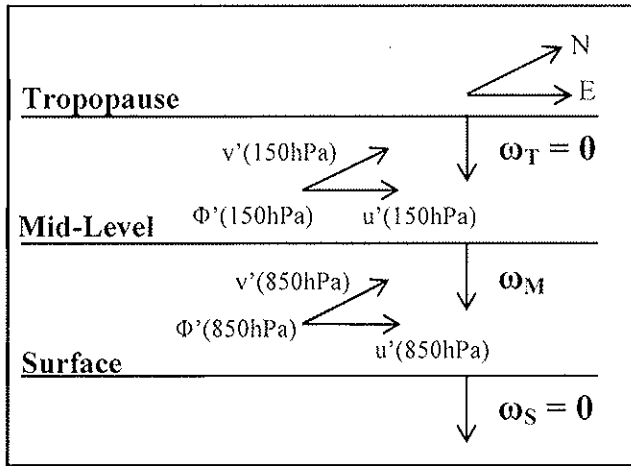 N
E
Tropopause
v'(150hPa)
ω_T = 0
Φ'(150hPa) u'(150hPa)
Mid-Level
v'(850hPa)
ω_M
Φ'(850hPa)
u'(850hPa)
Surface
ω_S = 0